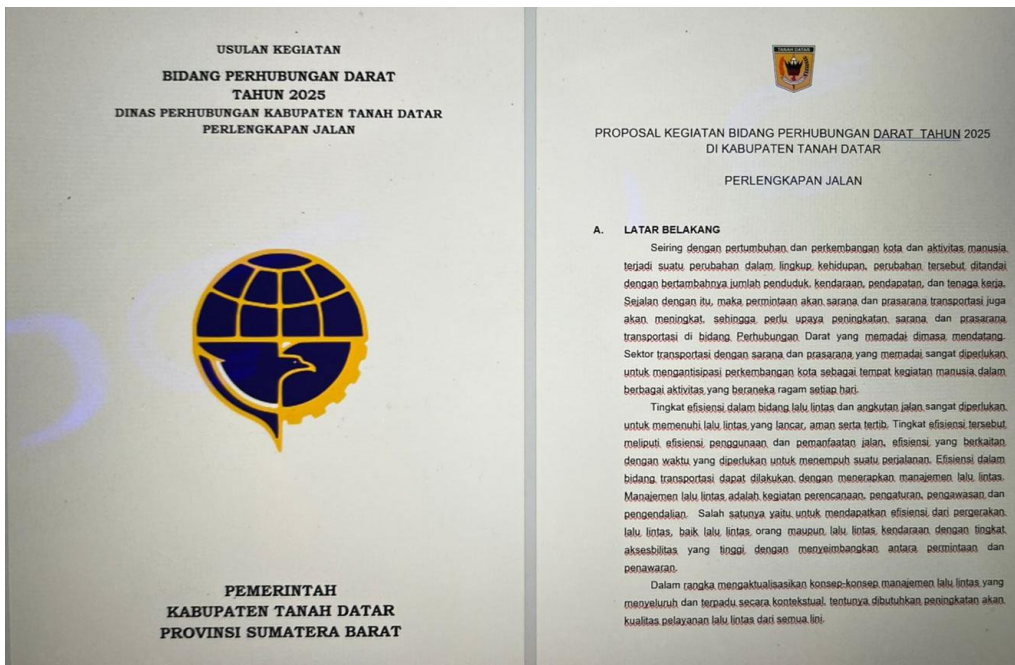 USULAN KEGIATAN
BIDANG PERHUBUNGAN DARAT
TAHUN 2025
DINAS PERHUBUNGAN KABUPATEN TANAH DATAR
PERLENGKAPAN JALAN
PEMERINTAH
KABUPATEN TANAH DATAR
PROVINSI SUMATERA BARAT
TANAH DATAR
PROPOSAL KEGIATAN BIDANG PERHUBUNGAN DARAT TAHUN 2025
DI KABUPATEN TANAH DATAR
PERLENGKAPAN JALAN
A. LATAR BELAKANG
Seiring dengan pertumbuhan dan perkembangan kota dan aktivitas manusia
terjadi suatu perubahan dalam lingkup kehidupan, perubahan tersebut ditandai
dengan bertambahnya jumlah penduduk, kendaraan, pendapatan, dan tenaga kerja.
Sejalan dengan itu, maka permintaan akan sarana dan prasarana transportasi juga
akan meningkat, sehingga perlu upaya peningkatan sarana dan prasarana
transportasi di bidang Perhubungan Darat yang memadai dimasa mendatang.
Sektor transportasi dengan sarana dan prasarana yang memadai sangat diperlukan
untuk mengantisipasi perkembangan kota sebagai tempat kegiatan manusia dalam
berbagai aktivitas yang beraneka ragam setiap hari.
Tingkat efisiensi dalam bidang lalu lintas dan angkutan jalan sangat diperlukan
untuk memenuhi lalu lintas yang lancar, aman serta tertib. Tingkat efisiensi tersebut
meliputi efisiensi penggunaan dan pemanfaatan jalan, efisiensi yang berkaitan
dengan waktu yang diperlukan untuk menempuh suatu perjalanan. Efisiensi dalam
bidang transportasi dapat dilakukan dengan menerapkan manajemen lalu lintas.
Manajemen lalu lintas adalah kegiatan perencanaan, pengaturan, pengawasan dan
pengendalian. Salah satunya yaitu untuk mendapatkan efisiensi dari pergerakan
lalu lintas, baik lalu lintas orang maupun lalu lintas kendaraan dengan tingkat
aksesbilitas yang tinggi dengan menyeimbangkan antara permintaan dan
penawaran.
Dalam rangka mengaktualisasikan konsep-konsep manajemen lalu lintas yang
menyeluruh dan terpadu secara kontekstual, tentunya dibutuhkan peningkatan akan
kualitas pelayanan lalu lintas dari semua lini.